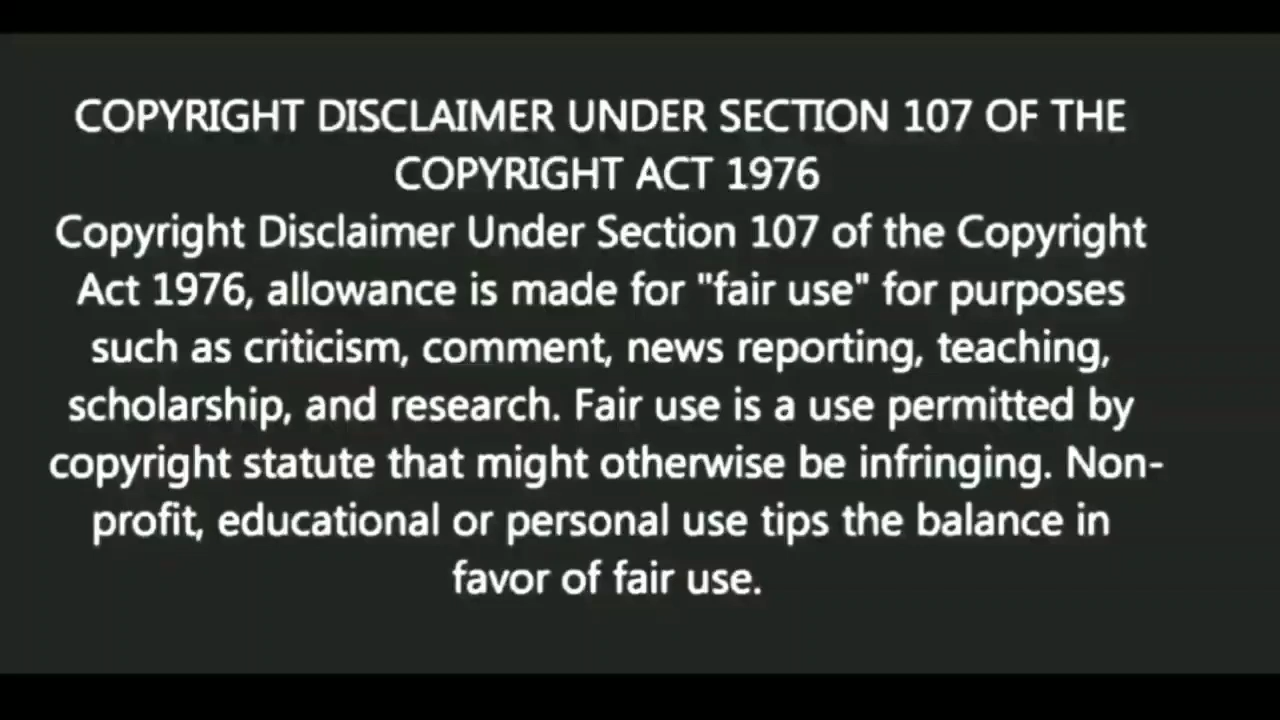 COPYRIGHT DISCLAIMER UNDER SECTION 107 OF THE
COPYRIGHT ACT 1976
Copyright Disclaimer Under Section 107 of the Copyright
Act 1976, allowance is made for "fair use" for purposes
such as criticism, comment, news reporting, teaching,
scholarship, and research. Fair use is a use permitted by
copyright statute that might otherwise be infringing. Non-
profit, educational or personal use tips the balance in
favor of fair use.